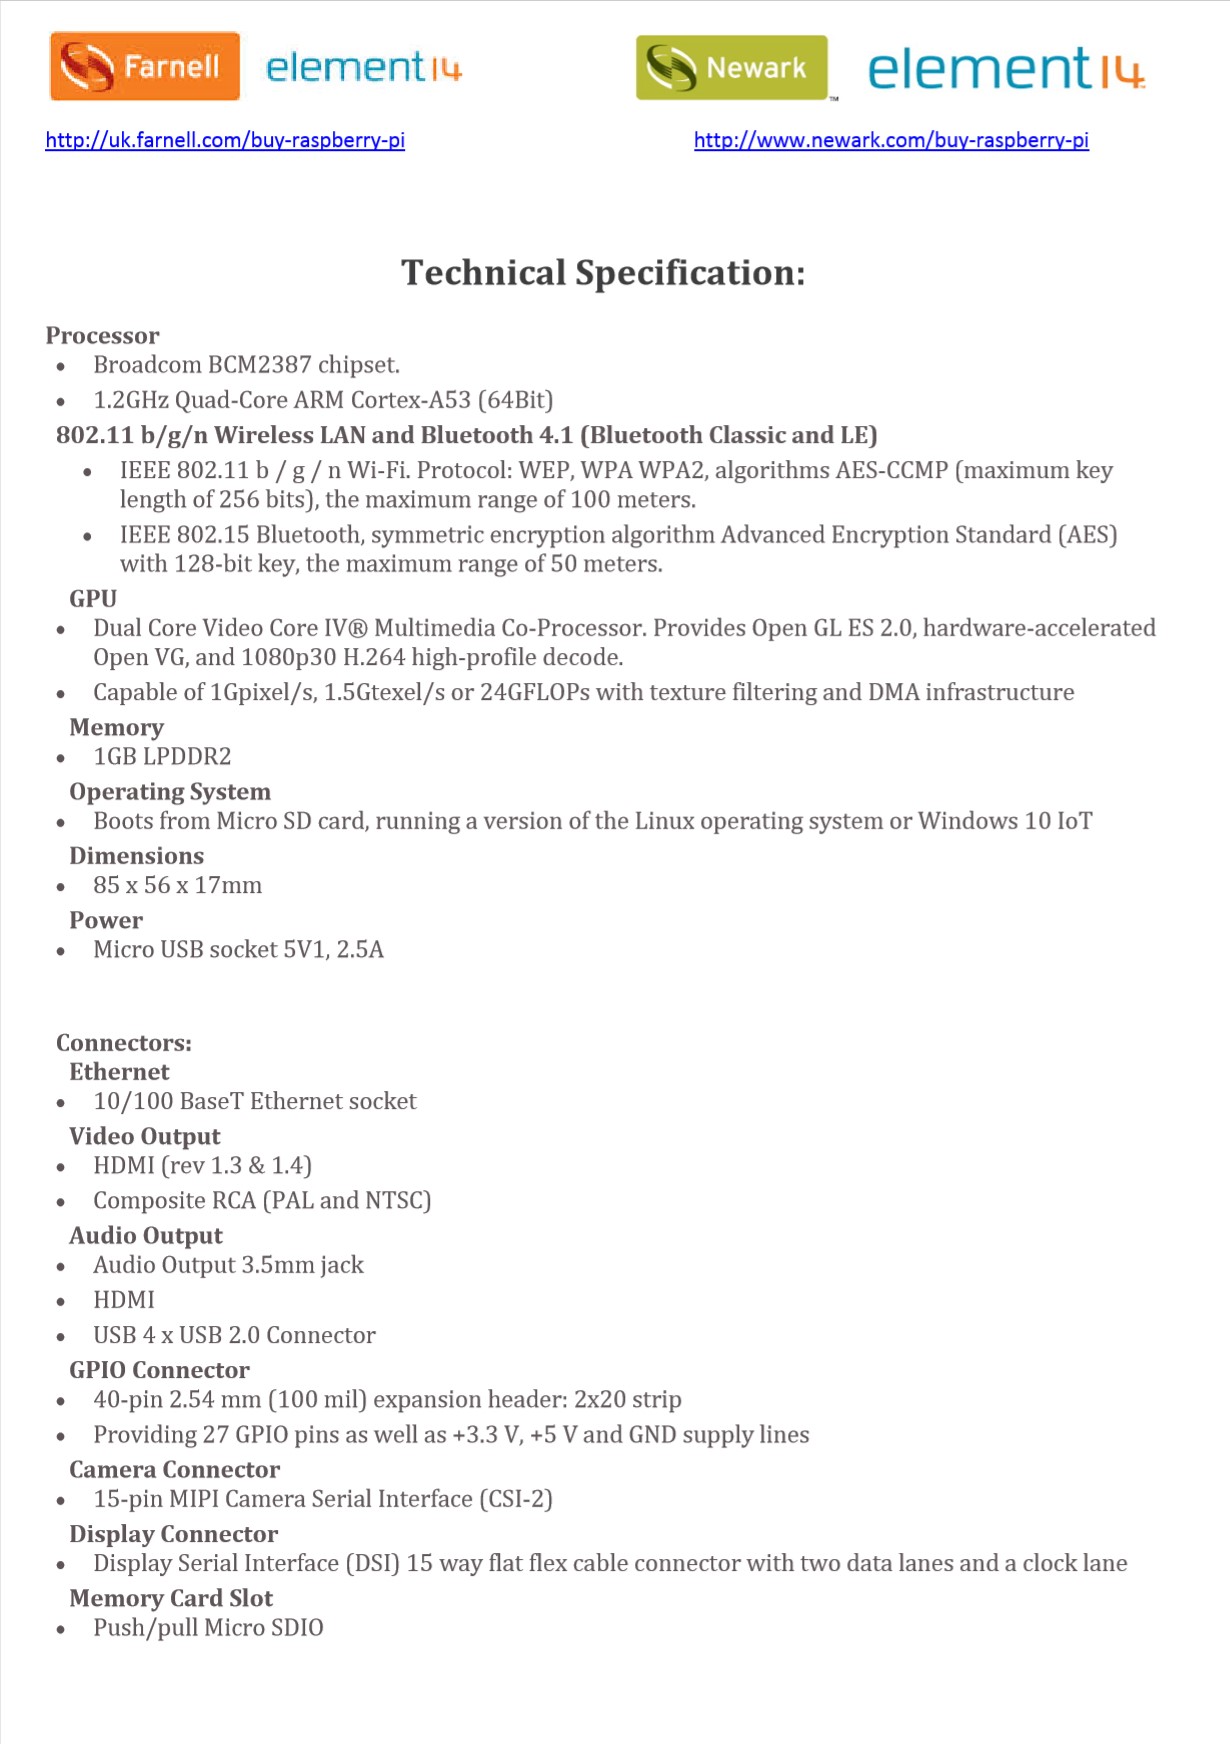 Farnell element14 Newark™ element14
http://uk.farnell.com/buy-raspberry-pi http://www.newark.com/buy-raspberry-pi
Technical Specification:
Processor
• Broadcom BCM2387 chipset.
• 1.2GHz Quad-Core ARM Cortex-A53 (64Bit)
802.11 b/g/n Wireless LAN and Bluetooth 4.1 (Bluetooth Classic and LE)
• IEEE 802.11 b / g / n Wi-Fi. Protocol: WEP, WPA WPA2, algorithms AES-CCMP (maximum key
length of 256 bits), the maximum range of 100 meters.
• IEEE 802.15 Bluetooth, symmetric encryption algorithm Advanced Encryption Standard (AES)
with 128-bit key, the maximum range of 50 meters.
GPU
• Dual Core Video Core IV® Multimedia Co-Processor. Provides Open GL ES 2.0, hardware-accelerated
Open VG, and 1080p30 H.264 high-profile decode.
• Capable of 1Gpixel/s, 1.5Gtexel/s or 24GFLOPs with texture filtering and DMA infrastructure
Memory
• 1GB LPDDR2
Operating System
• Boots from Micro SD card, running a version of the Linux operating system or Windows 10 IoT
Dimensions
• 85 x 56 x 17mm
Power
• Micro USB socket 5V1, 2.5A
Connectors:
Ethernet
• 10/100 BaseT Ethernet socket
Video Output
• HDMI (rev 1.3 & 1.4)
• Composite RCA (PAL and NTSC)
Audio Output
• Audio Output 3.5mm jack
• HDMI
• USB 4 x USB 2.0 Connector
GPIO Connector
• 40-pin 2.54 mm (100 mil) expansion header: 2x20 strip
• Providing 27 GPIO pins as well as +3.3 V, +5 V and GND supply lines
Camera Connector
• 15-pin MIPI Camera Serial Interface (CSI-2)
Display Connector
• Display Serial Interface (DSI) 15 way flat flex cable connector with two data lanes and a clock lane
Memory Card Slot
• Push/pull Micro SDIO